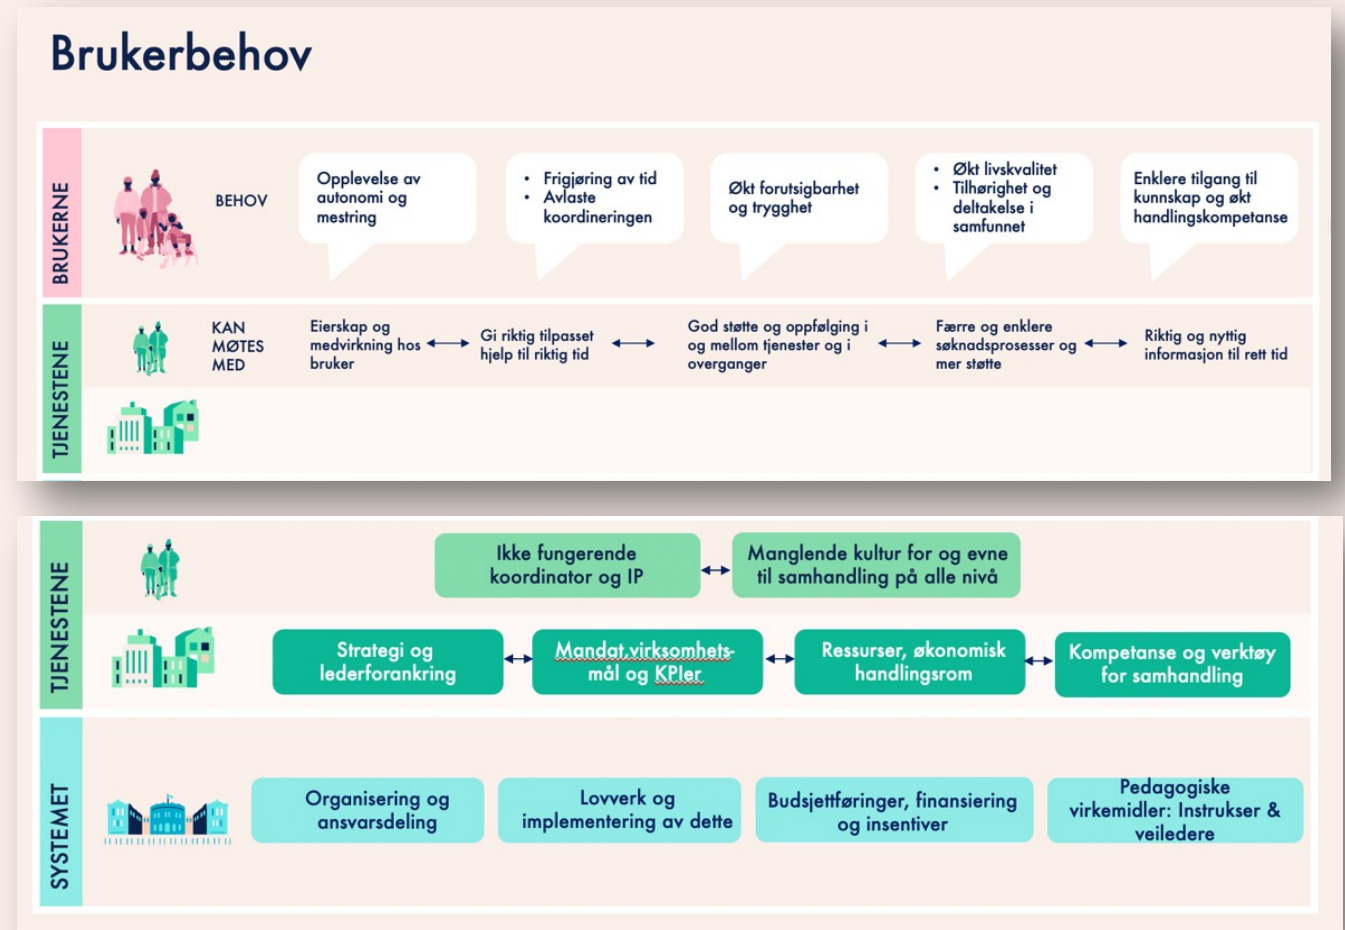 Brukerbehov
BRUKERNE
BEHOV
Opplevelse av
autonomi og
mestring
• Frigjøring av tid
• Avlaste
koordineringen
Økt forutsigbarhet
og trygghet
• Økt livskvalitet
• Tilhørighet og
deltakelse i
samfunnet
Enklere tilgang til
kunnskap og økt
handlingskompetanse
TJENESTENE
KAN
MØTES
MED
Eierskap og
medvirkning hos
bruker
Gi riktig tilpasset
hjelp til riktig tid
God støtte og oppfølging i
og mellom tjenester og i
overganger
Færre og enklere
søknadsprosesser og
mer støtte
Riktig og nyttig
informasjon til rett tid
TJENESTENE
Ikke fungerende
koordinator og IP
Manglende kultur for og evne
til samhandling på alle nivå
Strategi og
lederforankring
Mandat,virksomhets-
mål og KPIer
Ressurser, økonomisk
handlingsrom
Kompetanse og verktøy
for samhandling
SYSTEMET
Organisering og
ansvarsdeling
Lovverk og
implementering av dette
Budsjettføringer, finansiering
og insentiver
Pedagogiske
virkemidler: Instrukser &
veiledere